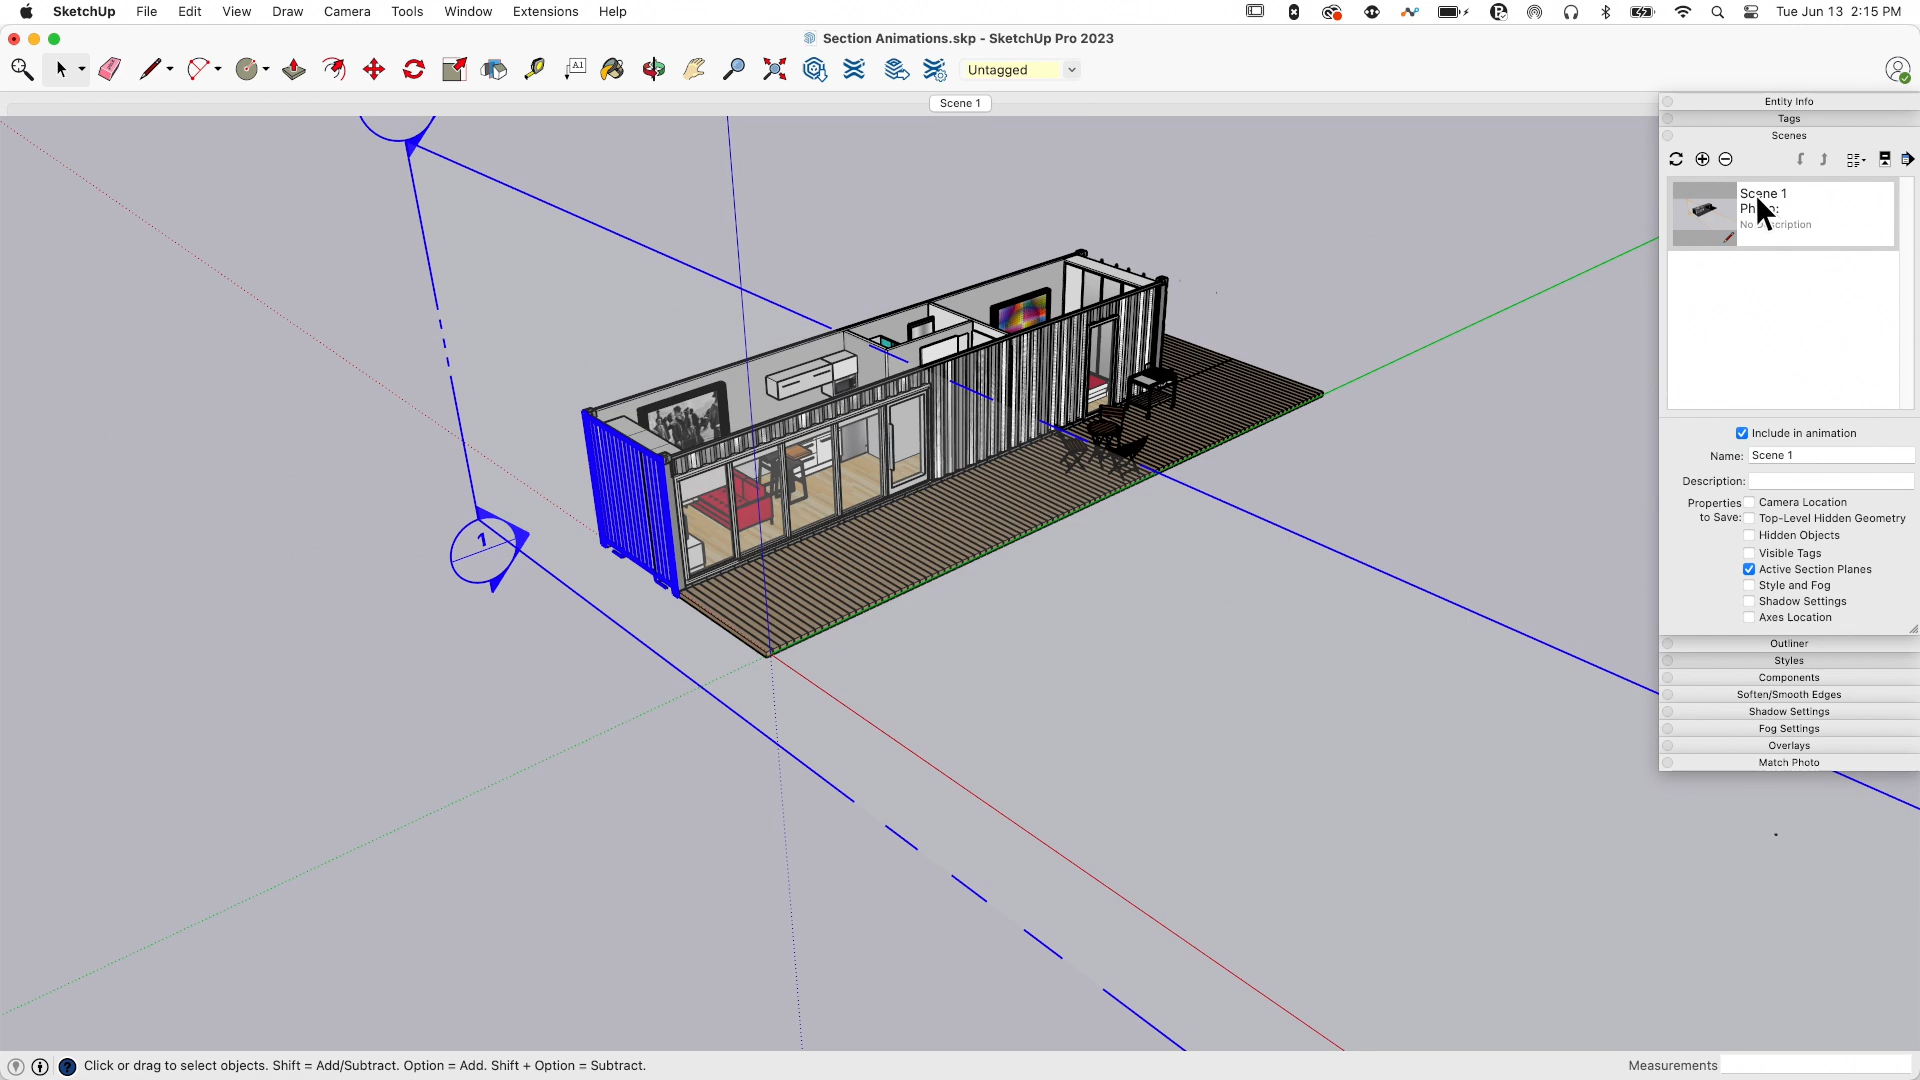 SketchUp File Edit View Draw Camera Tools Window Extensions Help Tue Jun 13 2:15 PM
Section Animations.skp - SketchUp Pro 2023
A1 Untagged
Scene 1
Entity Info
Tags
Scenes
Scene 1
No
Include in animation
Name: Scene 1
Description:
Properties to Save:
Camera Location
Top-Level Hidden Geometry
Hidden Objects
Visible Tags
Active Section Planes
Style and Fog
Shadow Settings
Axes Location
Outliner
Styles
Components
Soften/Smooth Edges
Shadow Settings
Fog Settings
Overlays
Match Photo
1
Click or drag to select objects. Shift = Add/Subtract. Option = Add. Shift + Option = Subtract.
Measurements